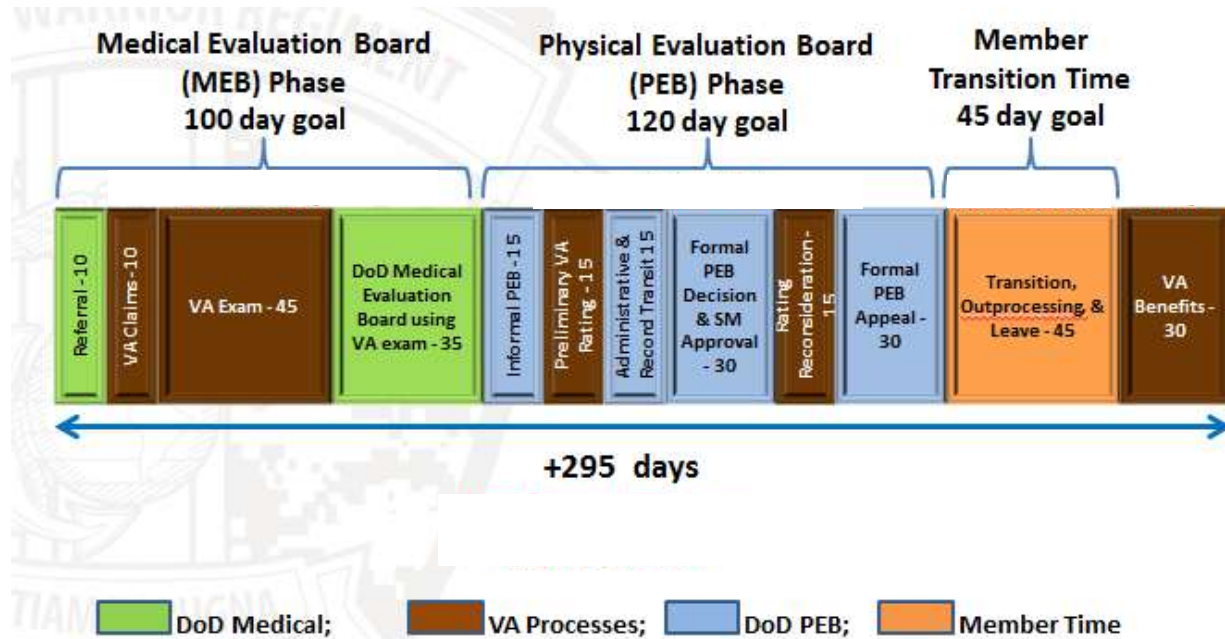 Medical Evaluation Board
(MEB) Phase
100 day goal
Physical Evaluation Board
(PEB) Phase
120 day goal
Member
Transition Time
45 day goal
Referral -10
VA Claims -10
VA Exam - 45
DoD Medical
Evaluation
Board using
VA exam - 35
Informal PEB - 15
Preliminary VA
Rating - 15
Administrative &
Record Transit 15
Formal
PEB
Decision
& SM
Approval
- 30
Rating
Reconsideration -
15
Formal
PEB
Appeal -
30
Transition,
Outprocessing, &
Leave - 45
VA
Benefits -
30
+295 days
DoD Medical;
VA Processes;
DoD PEB;
Member Time
WARRIOR REGIMENT